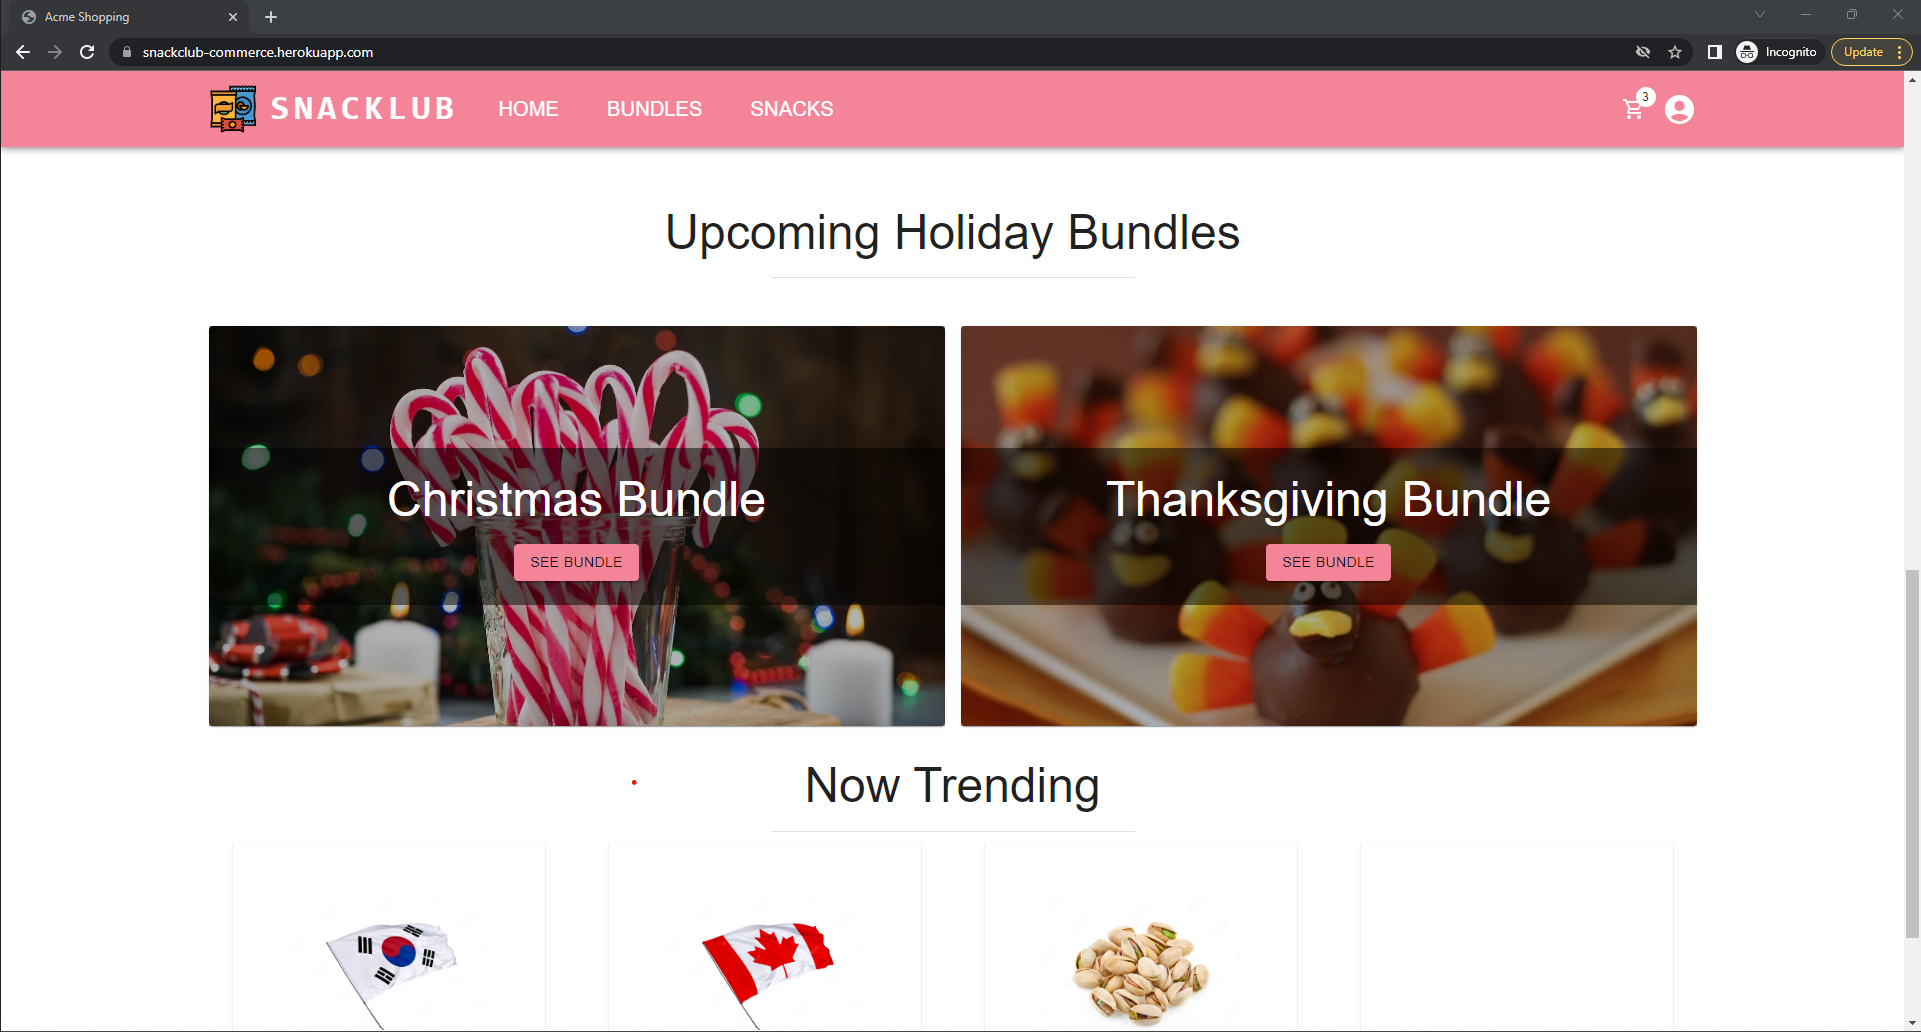 Acme Shopping
snackclub-commerce.herokuapp.com
Incognito
Update
SNACKLUB
HOME
BUNDLES
SNACKS
3
Upcoming Holiday Bundles
Christmas Bundle
SEE BUNDLE
Thanksgiving Bundle
SEE BUNDLE
Now Trending